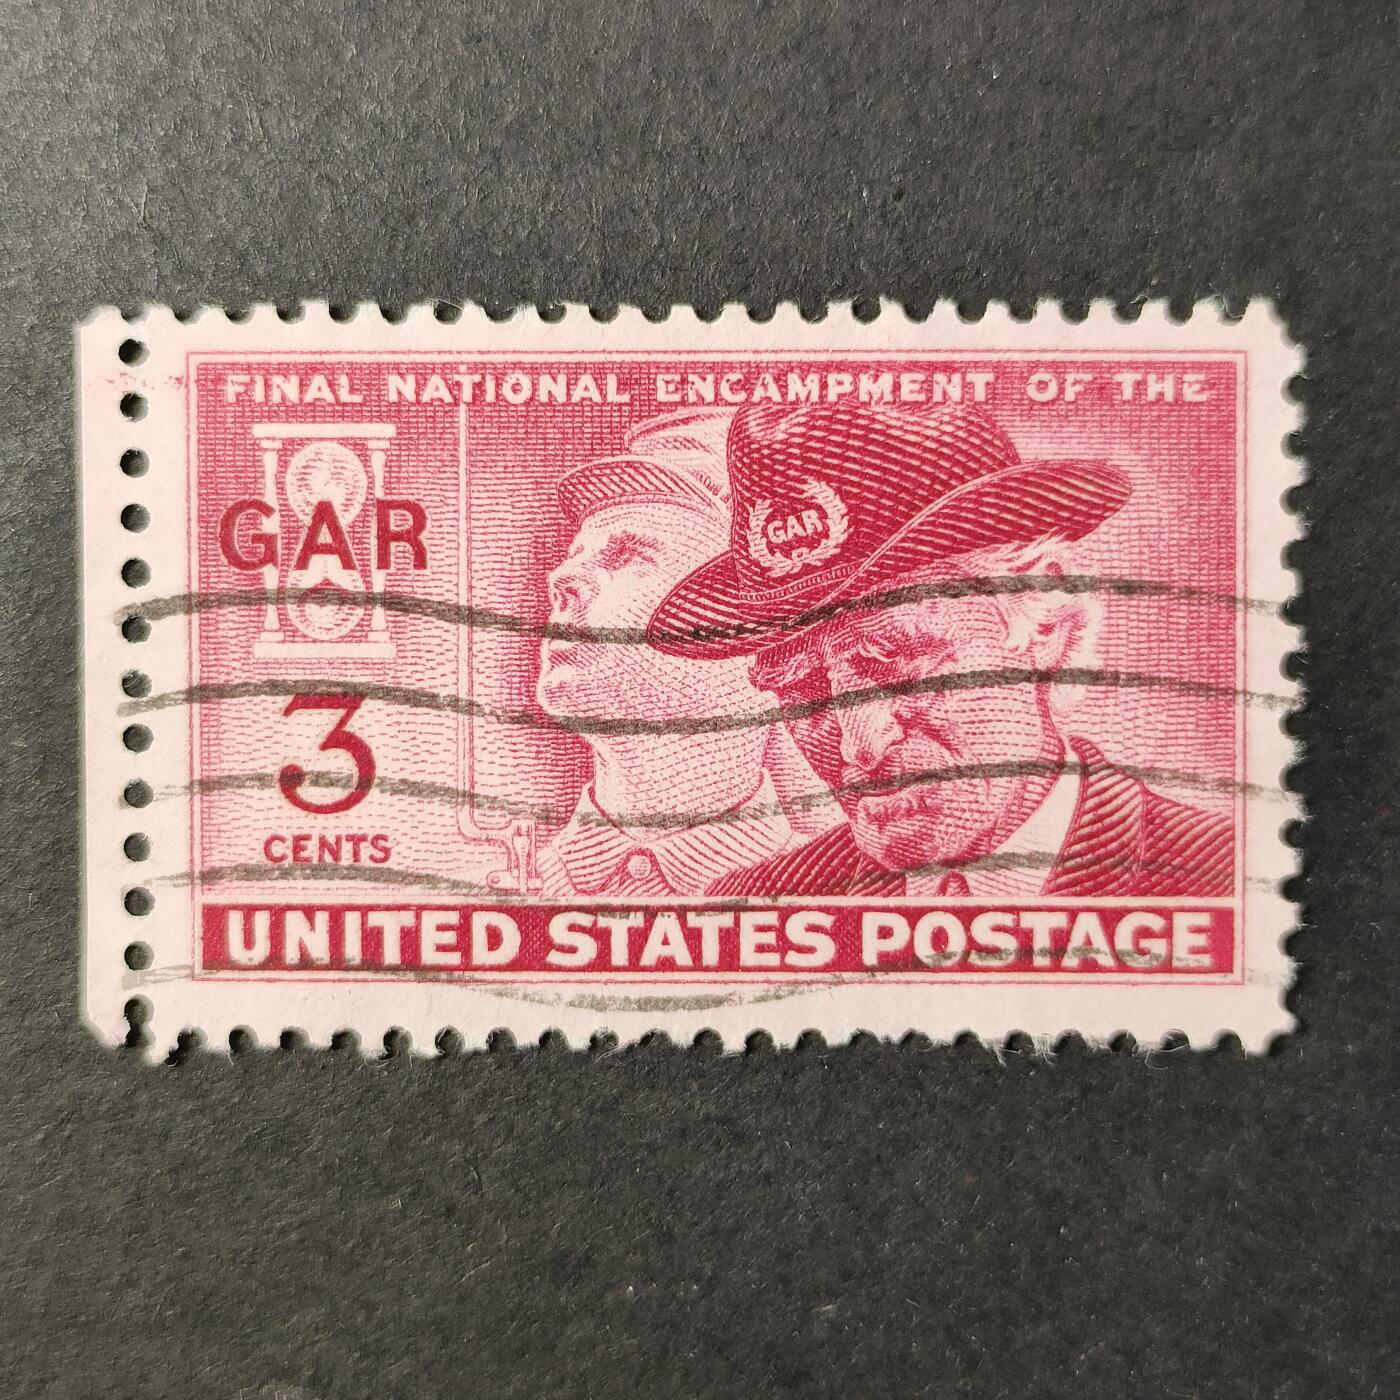 FINAL NATIONAL ENCAMPMENT OF THE
GAR
GAR
3
CENTS
UNITED STATES POSTAGE